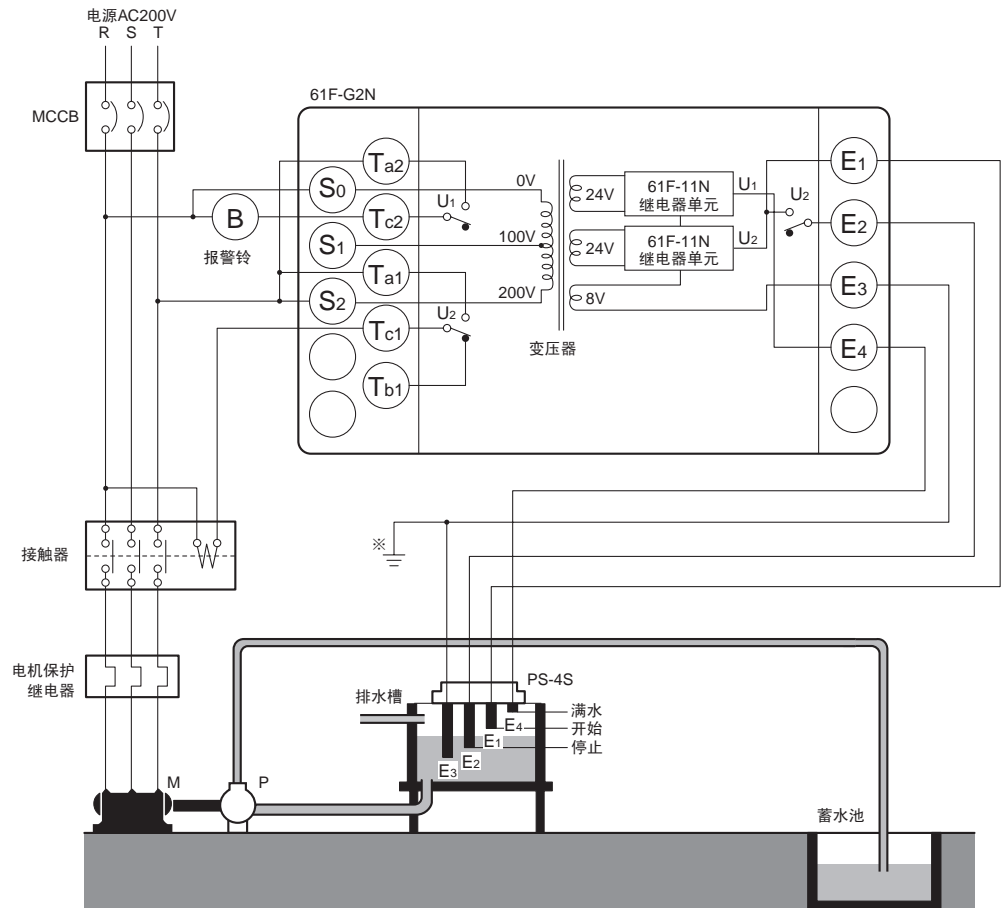 电源AC200V
R S T
MCCB
61F-G2N
Ta2
S0
B
报警铃
Tc2
S1
Ta1
S2
Tc1
Tb1
U1
U2
0V
100V
200V
变压器
24V
61F-11N
继电器单元
U1
24V
61F-11N
继电器单元
U2
8V
U2
E1
E2
E3
E4
接触器
※
电机保护
继电器
排水槽
PS-4S
满水
开始
停止
E4
E1
E2
E3
M
P
蓄水池